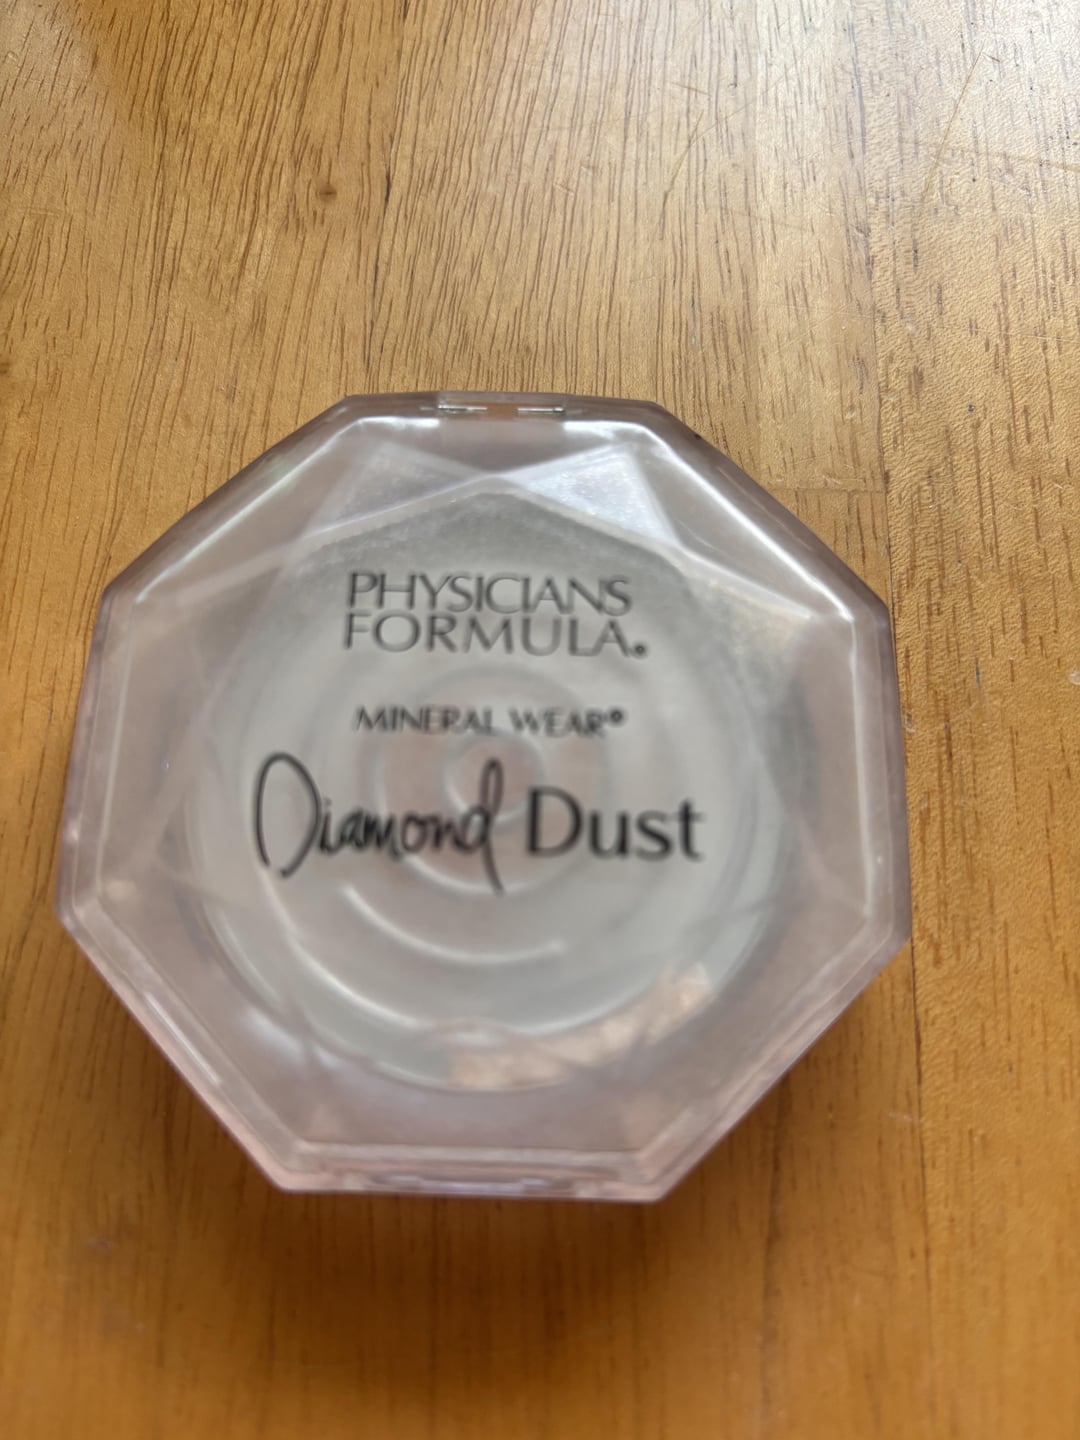 PHYSICIANS
FORMULA®
MINERAL WEAR®
Diamond Dust